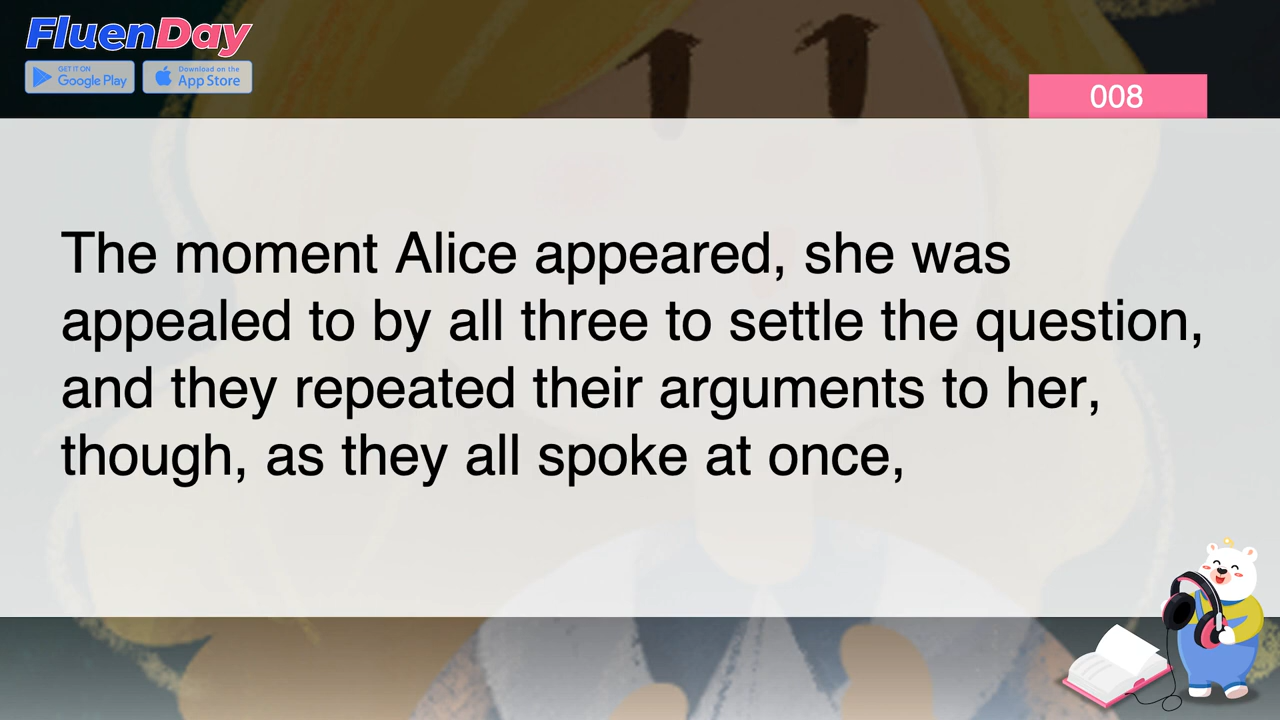 FluenDay
GET IT ON
Google Play
Download on the
App Store
008
The moment Alice appeared, she was
appealed to by all three to settle the question,
and they repeated their arguments to her,
though, as they all spoke at once,